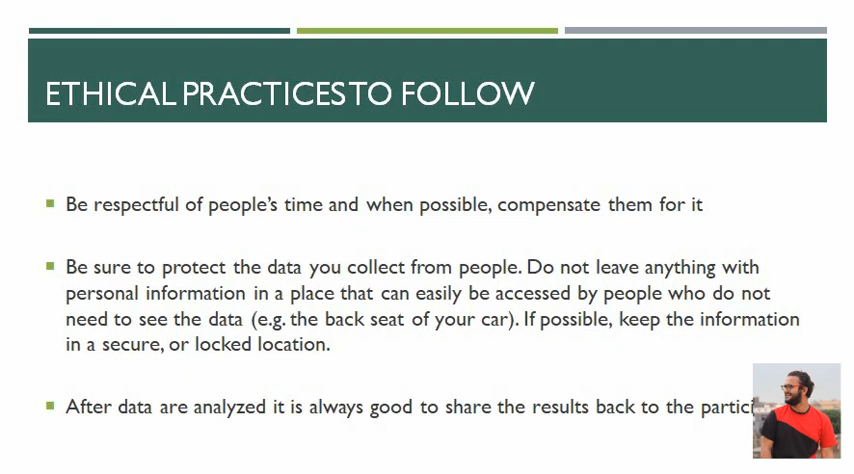 ETHICAL PRACTICES TO FOLLOW
Be respectful of people's time and when possible, compensate them for it
Be sure to protect the data you collect from people. Do not leave anything with
personal information in a place that can easily be accessed by people who do not
need to see the data (e.g. the back seat of your car). If possible, keep the information
in a secure, or locked location.
After data are analyzed it is always good to share the results back to the